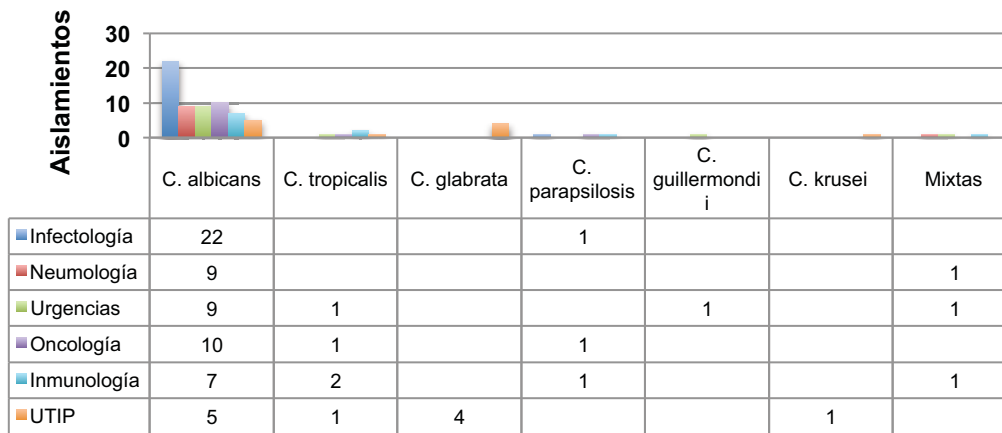 Aislamientos
30
20
10
0
C. albicans C. tropicalis C. glabrata C. parapsilosis C. guillermondi i C. krusei Mixtas
Infectología 22 1
Neumología 9 1
Urgencias 9 1 1 1
Oncología 10 1 1
Inmunología 7 2 1 1
UTIP 5 1 4 1